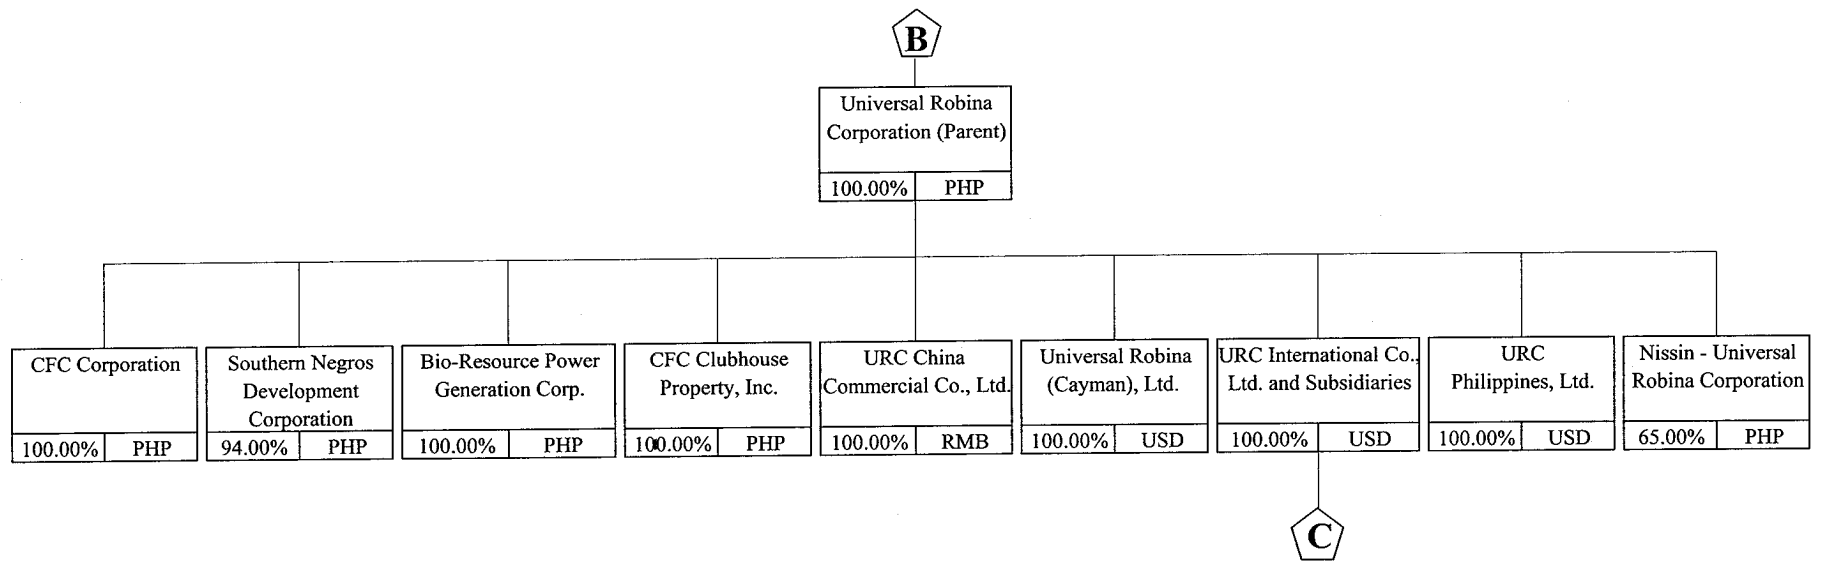 B
Universal Robina
Corporation (Parent)
100.00% PHP
CFC Corporation
100.00% PHP
Southern Negros
Development
Corporation
94.00% PHP
Bio-Resource Power
Generation Corp.
100.00% PHP
CFC Clubhouse
Property, Inc.
100.00% PHP
URC China
Commercial Co., Ltd.
100.00% RMB
Universal Robina
(Cayman), Ltd.
100.00% USD
URC International Co.,
Ltd. and Subsidiaries
100.00% USD
URC
Philippines, Ltd.
100.00% USD
Nissin - Universal
Robina Corporation
65.00% PHP
C